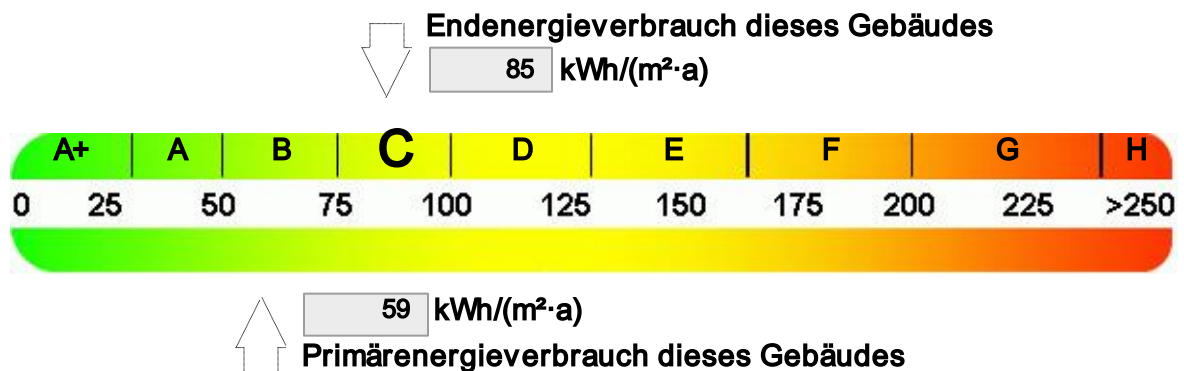 Endenergieverbrauch dieses Gebäudes
85 kWh/(m²·a)
A+ A B C D E F G H
0 25 50 75 100 125 150 175 200 225 >250
59 kWh/(m²·a)
Primärenergieverbrauch dieses Gebäudes